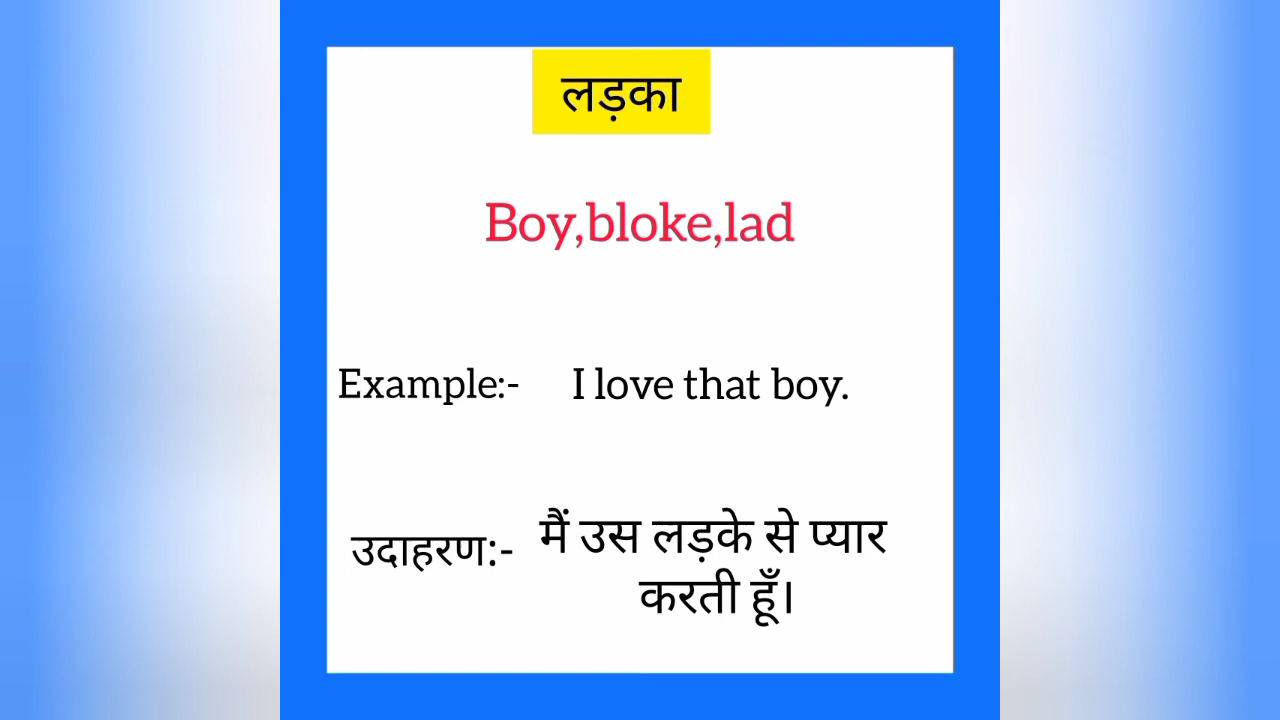 लड़का
Boy,bloke,lad
Example:- I love that boy.
उदाहरण:- मैं उस लड़के से प्यार
करती हूँ।